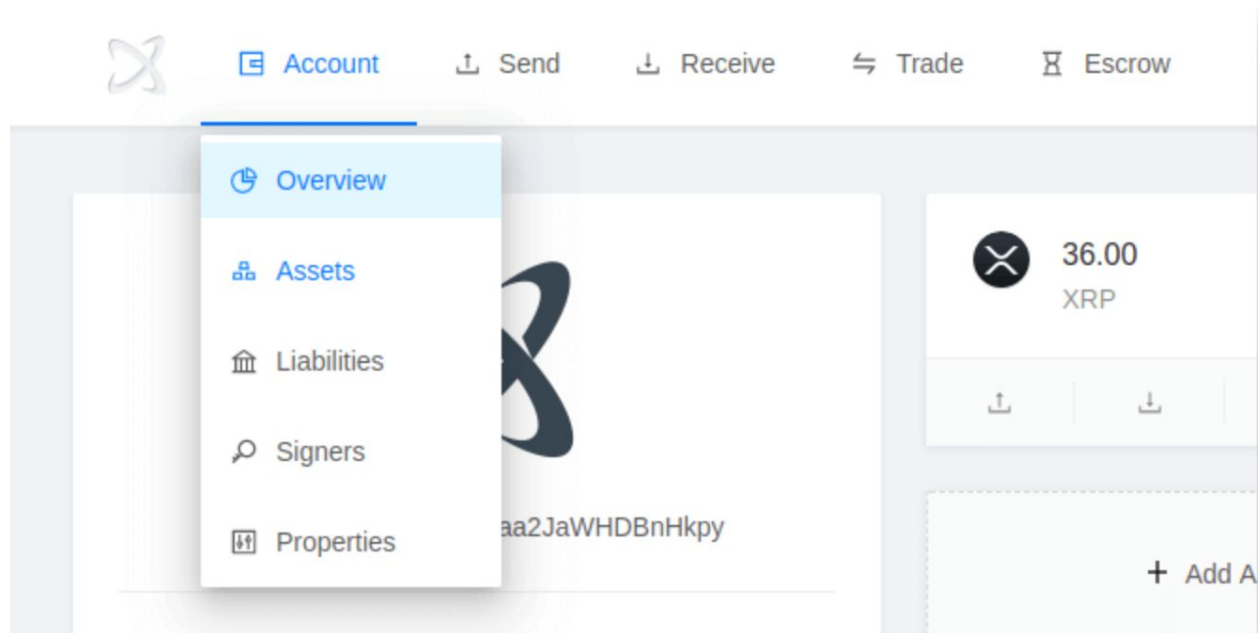 Account Send Receive Trade Escrow
Overview
Assets
Liabilities
Signers
Properties
aa2JaWHDBnHkpy
36.00
XRP
+ Add A